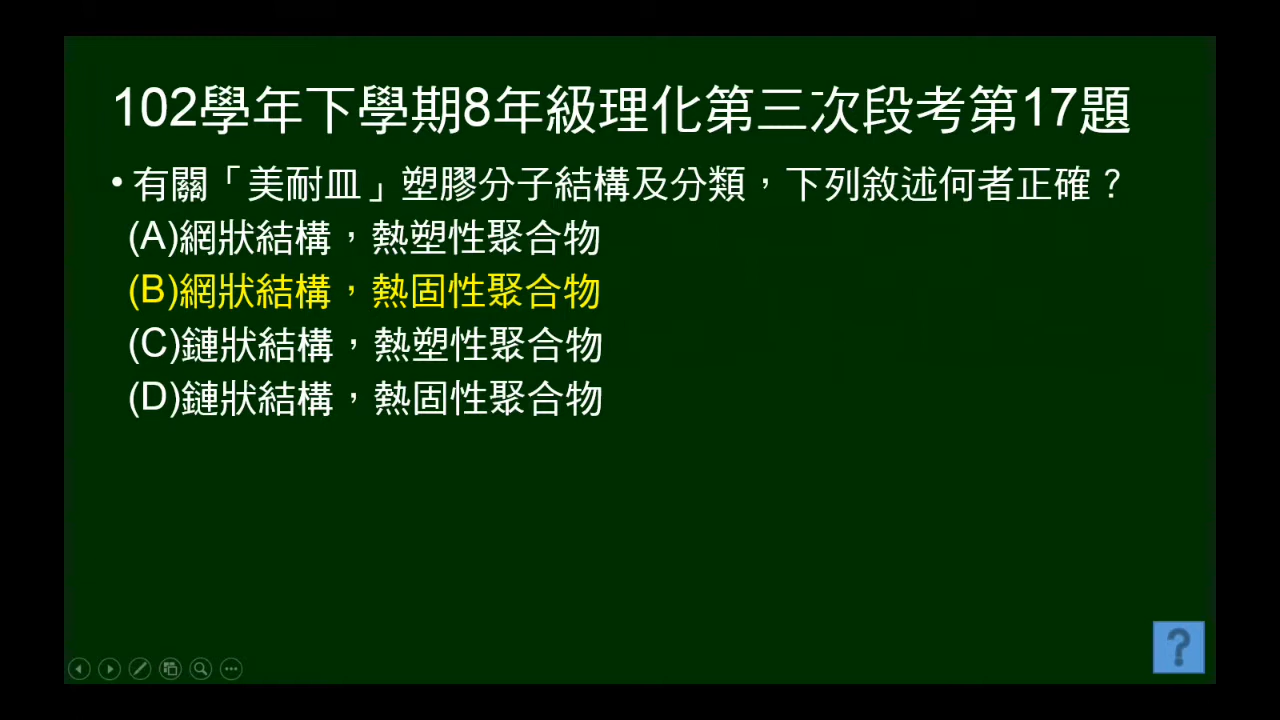 102學年下學期8年級理化第三次段考第17題
•有關「美耐皿」塑膠分子結構及分類，下列敘述何者正確？
(A)網狀結構，熱塑性聚合物
(B)網狀結構，熱固性聚合物
(C)鏈狀結構，熱塑性聚合物
(D)鏈狀結構，熱固性聚合物
?